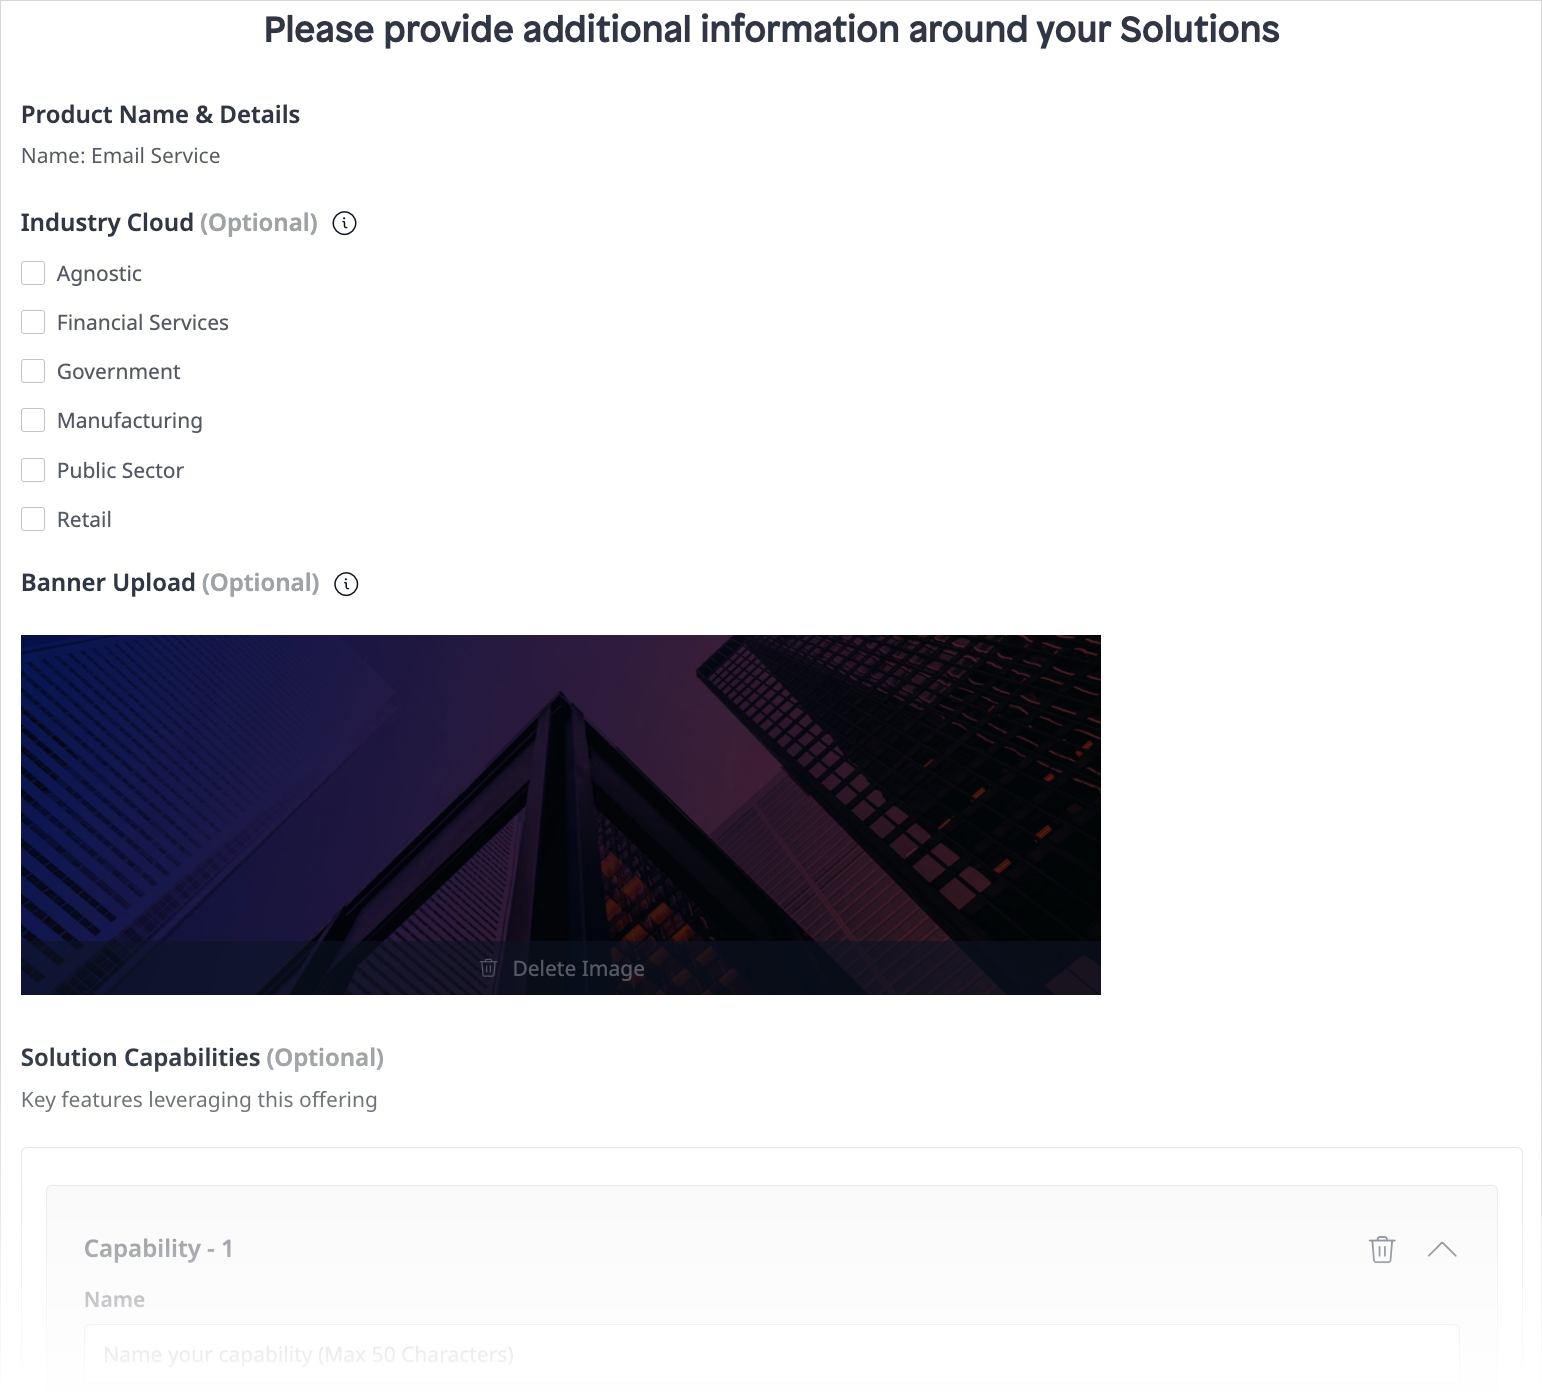 Please provide additional information around your Solutions
Product Name & Details
Name: Email Service
Industry Cloud (Optional)
Agnostic
Financial Services
Government
Manufacturing
Public Sector
Retail
Banner Upload (Optional)
Delete Image
Solution Capabilities (Optional)
Key features leveraging this offering
Capability - 1
Name
Name your capability (Max 50 Characters)